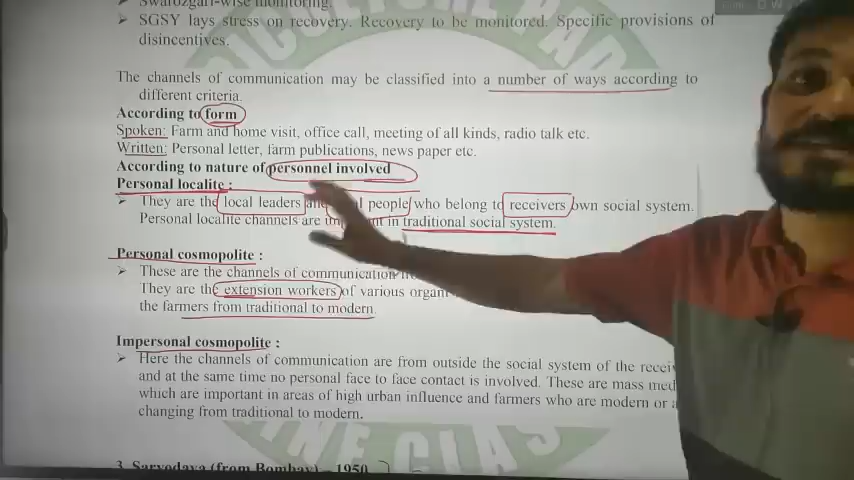 ➢ Swarozgari-wise monitoring.
➢ SGSY lays stress on recovery. Recovery to be monitored. Specific provisions of
disincentives.
The channels of communication may be classified into a number of ways according to
different criteria.
According to form
Spoken: Farm and home visit, office call, meeting of all kinds, radio talk etc.
Written: Personal letter, farm publications, news paper etc.
According to nature of personnel involved
Personal localite :
➢ They are the local leaders people who belong to receivers own social system.
Personal localite channels are in traditional social system.
Personal cosmopolite :
➢ These are the channels of communication
They are the extension workers of various
the farmers from traditional to modern.
Impersonal cosmopolite :
➢ Here the channels of communication are from outside the social system of the
and at the same time no personal face to face contact is involved. These are mass
which are important in areas of high urban influence and farmers who are modern or
changing from traditional to modern.
3. Sarvodaya (from Bombay) - 1950